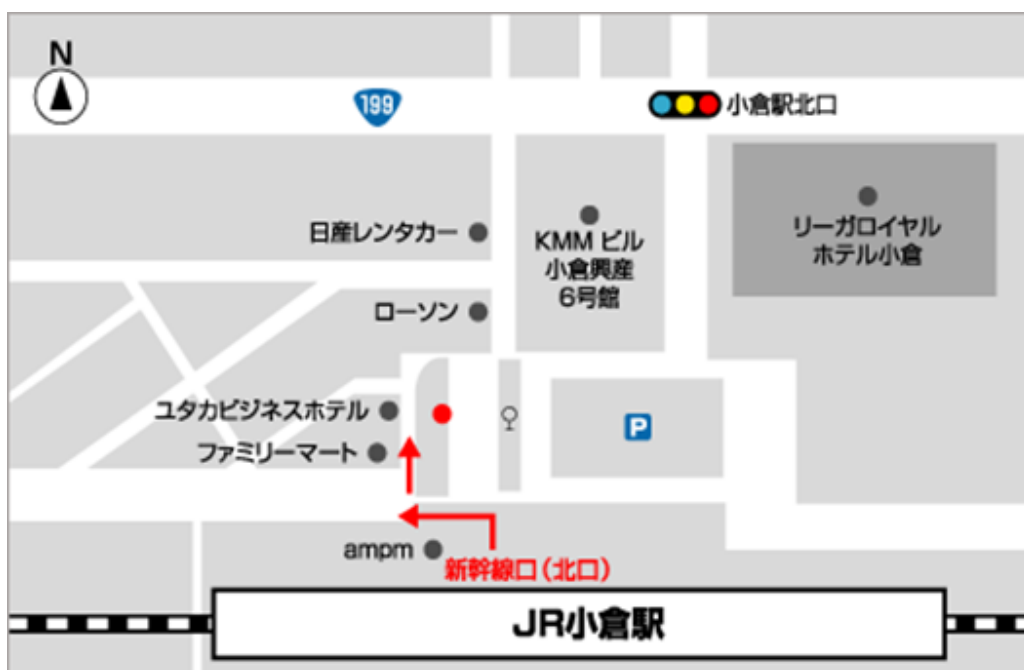 N
199
小倉駅北口
日産レンタカー
KMM ビル
小倉興産
6号館
リーガロイヤル
ホテル小倉
ローソン
ユタカビジネスホテル
P
ファミリーマート
ampm
新幹線口(北口)
JR小倉駅